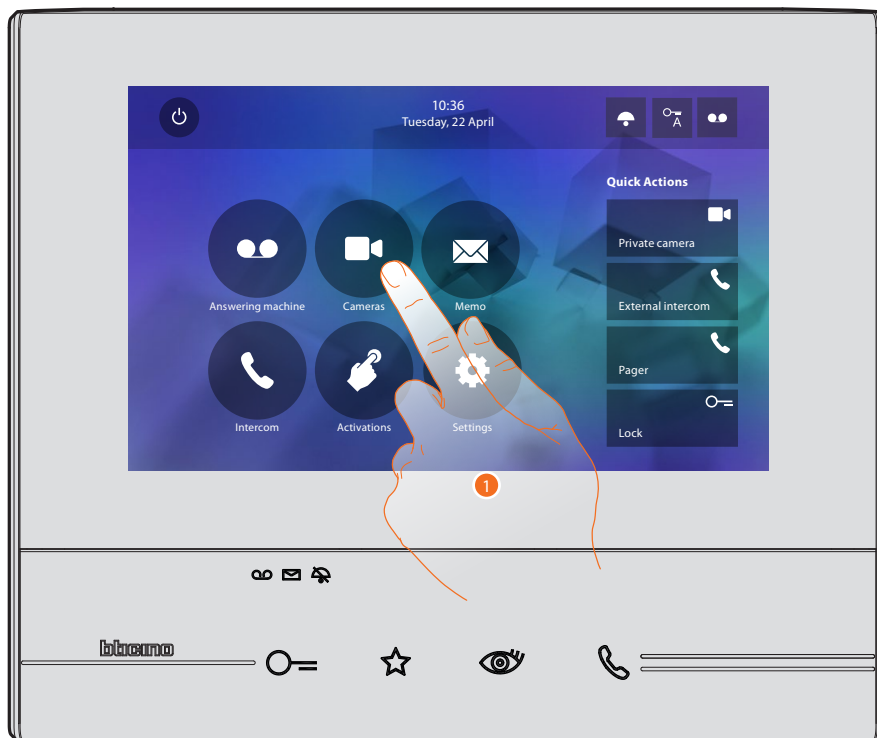 10:36
Tuesday, 22 April
A
Quick Actions
Private camera
External intercom
Pager
Lock
Answering machine
Cameras
Memo
Intercom
Activations
Settings
1
bticino